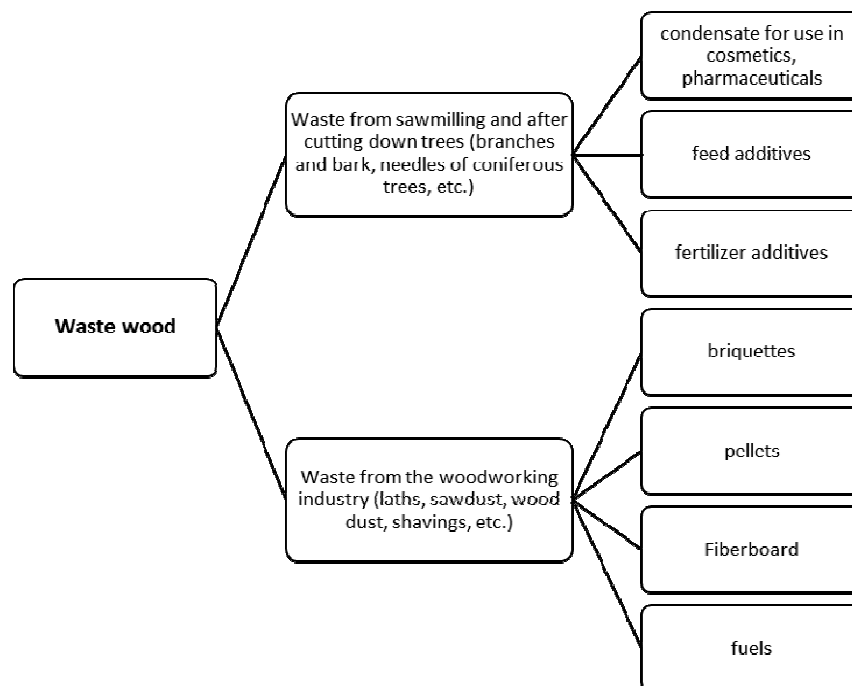 Waste wood
Waste from sawmilling and after
cutting down trees (branches
and bark, needles of coniferous
trees, etc.)
condensate for use in
cosmetics,
pharmaceuticals
feed additives
fertilizer additives
Waste from the woodworking
industry (laths, sawdust, wood
dust, shavings, etc.)
briquettes
pellets
Fiberboard
fuels